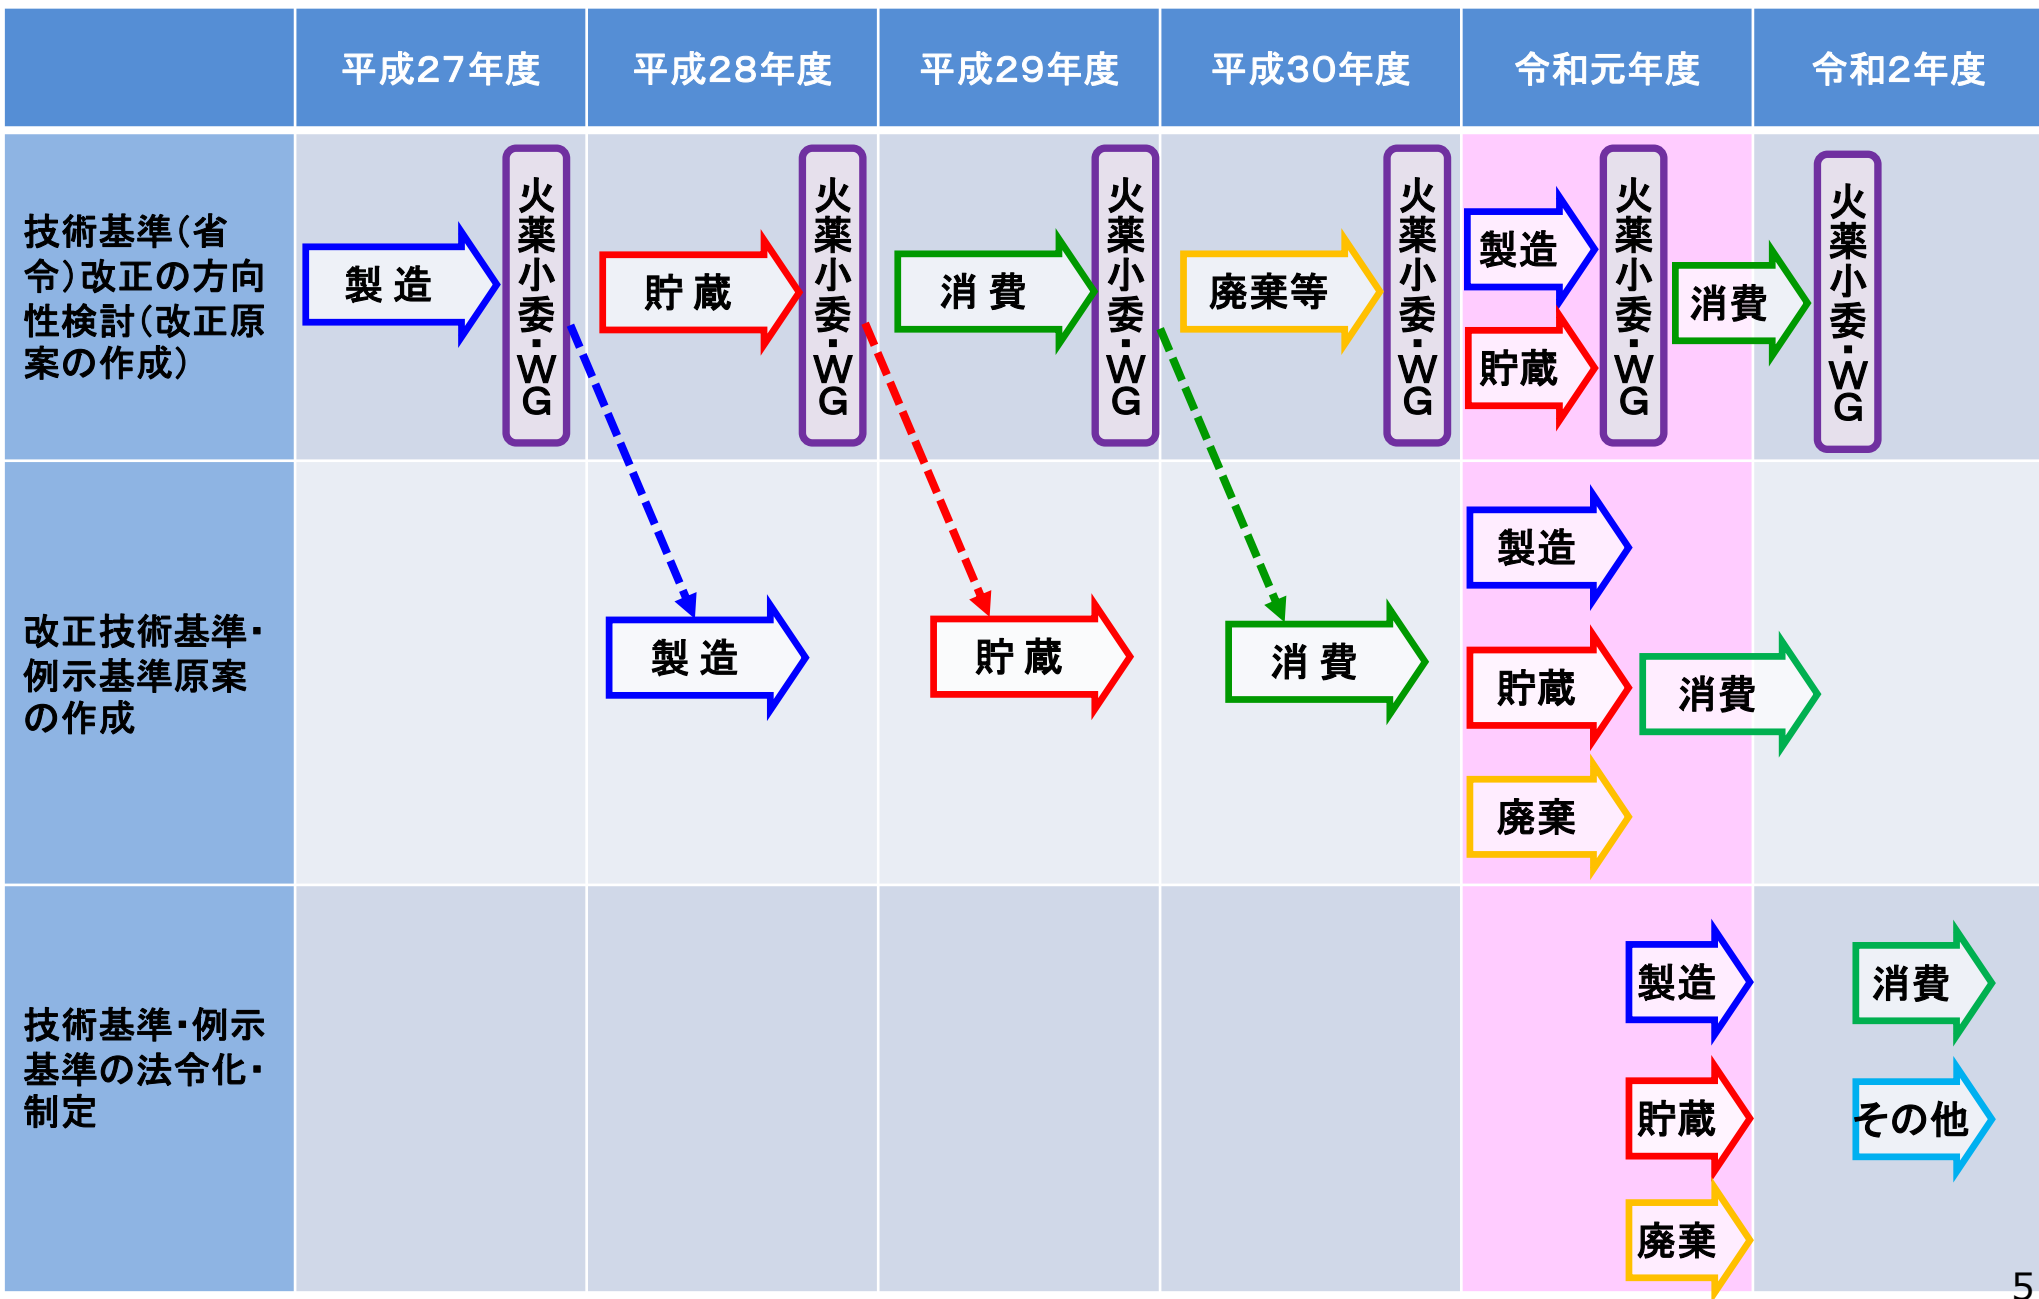 平成27年度
平成28年度
平成29年度
平成30年度
令和元年度
令和2年度
技術基準（省
令）改正の方向
性検討（改正原
案の作成）
製 造
火薬小委・WG
貯 蔵
火薬小委・WG
消 費
火薬小委・WG
廃棄等
火薬小委・WG
製造
貯蔵
火薬小委・WG
消費
火薬小委・WG
改正技術基準・
例示基準原案
の作成
製 造
貯 蔵
消 費
製造
貯蔵
廃棄
消費
技術基準・例示
基準の法令化・
制定
製造
貯蔵
廃棄
消費
その他
5